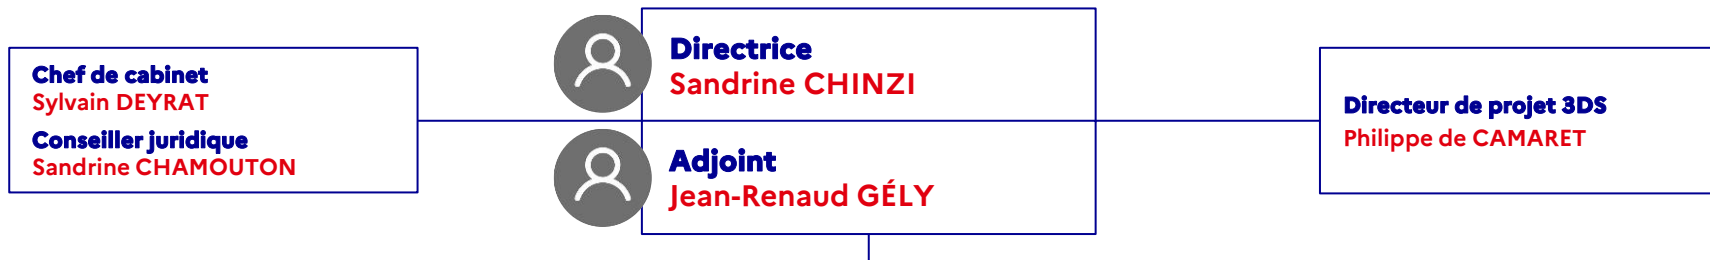 Chef de cabinet
Sylvain DEYRAT
Conseiller juridique
Sandrine CHAMOUTON
Directrice
Sandrine CHINZI
Adjoint
Jean-Renaud GÉLY
Directeur de projet 3DS
Philippe de CAMARET